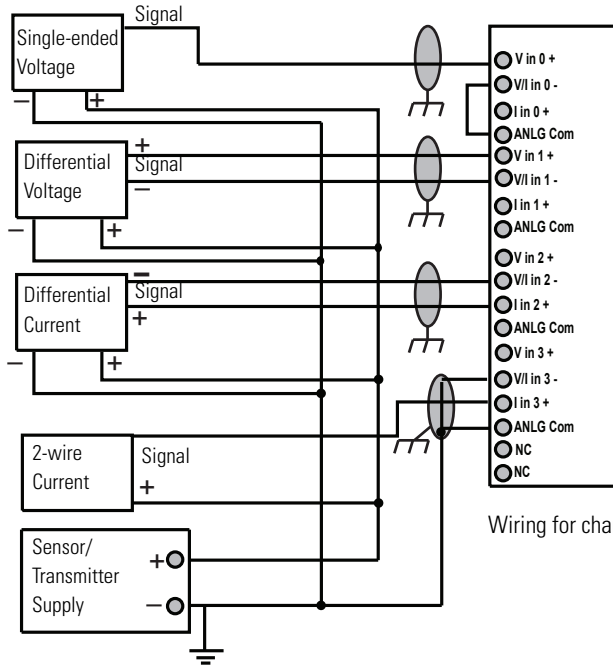 Single-ended
Voltage
Signal
−
+
Differential
Voltage
+
Signal
−
−
+
Differential
Current
−
Signal
+
−
+
2-wire
Current
Signal
+
Sensor/
Transmitter
Supply
+
−
V in 0 +
V/I in 0 -
I in 0 +
ANLG Com
V in 1 +
V/I in 1 -
I in 1 +
ANLG Com
V in 2 +
V/I in 2 -
I in 2 +
ANLG Com
V in 3 +
V/I in 3 -
I in 3 +
ANLG Com
NC
NC
Wiring for cha